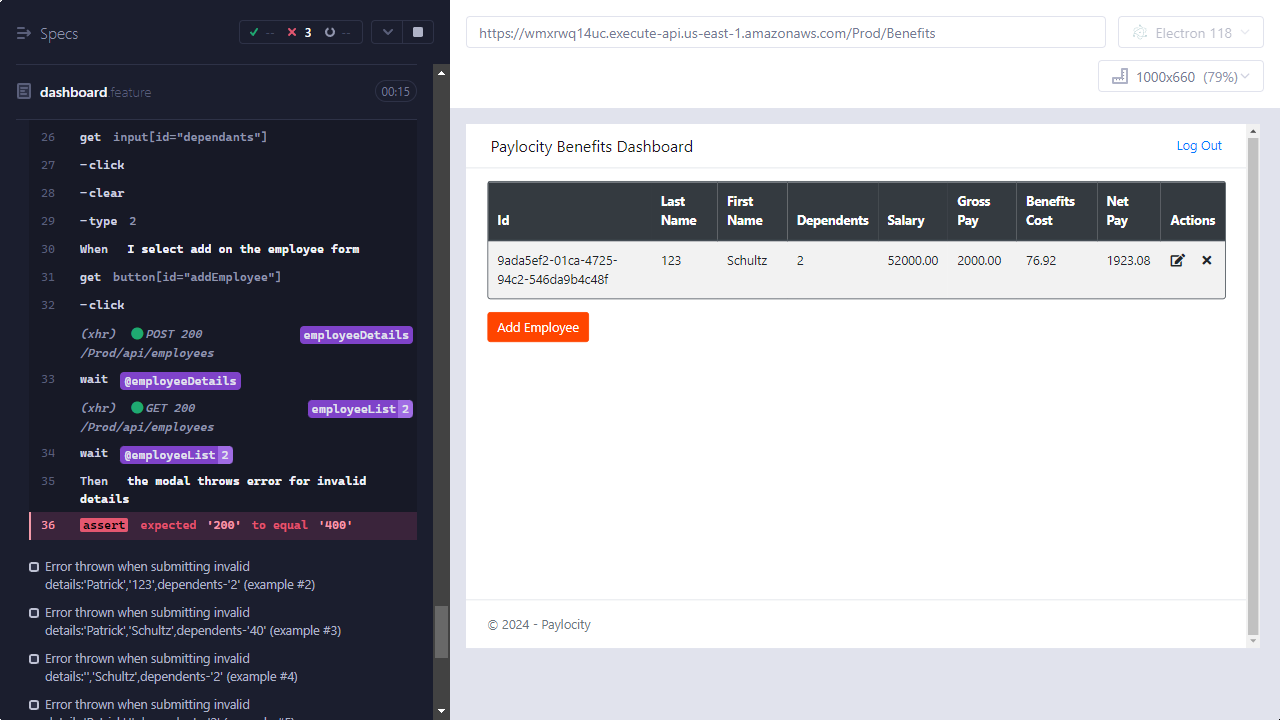 Specs
--
3
--
dashboard.feature
00:15
26 get input[id="dependants"]
27 -click
28 -clear
29 -type 2
30 When I select add on the employee form
31 get button[id="addEmployee"]
32 -click
(xhr) POST 200 employeeDetails
/Prod/api/employees
33 wait @employeeDetails
(xhr) GET 200 employeeList 2
/Prod/api/employees
34 wait @employeeList 2
35 Then the modal throws error for invalid
details
36 assert expected '200' to equal '400'
Error thrown when submitting invalid
details:'Patrick','123',dependents-'2' (example #2)
Error thrown when submitting invalid
details:'Patrick','Schultz',dependents-'40' (example #3)
Error thrown when submitting invalid
details:'','Schultz',dependents-'2' (example #4)
Error thrown when submitting invalid
https://wmxrwq14uc.execute-api.us-east-1.amazonaws.com/Prod/Benefits
Electron 118
1000x660 (79%)
Paylocity Benefits Dashboard
Log Out
Id Last Name First Name Dependents Salary Gross Pay Benefits Cost Net Pay Actions
9ada5ef2-01ca-4725- 123 Schultz 2 52000.00 2000.00 76.92 1923.08
94c2-546da9b4c48f
Add Employee
© 2024 - Paylocity